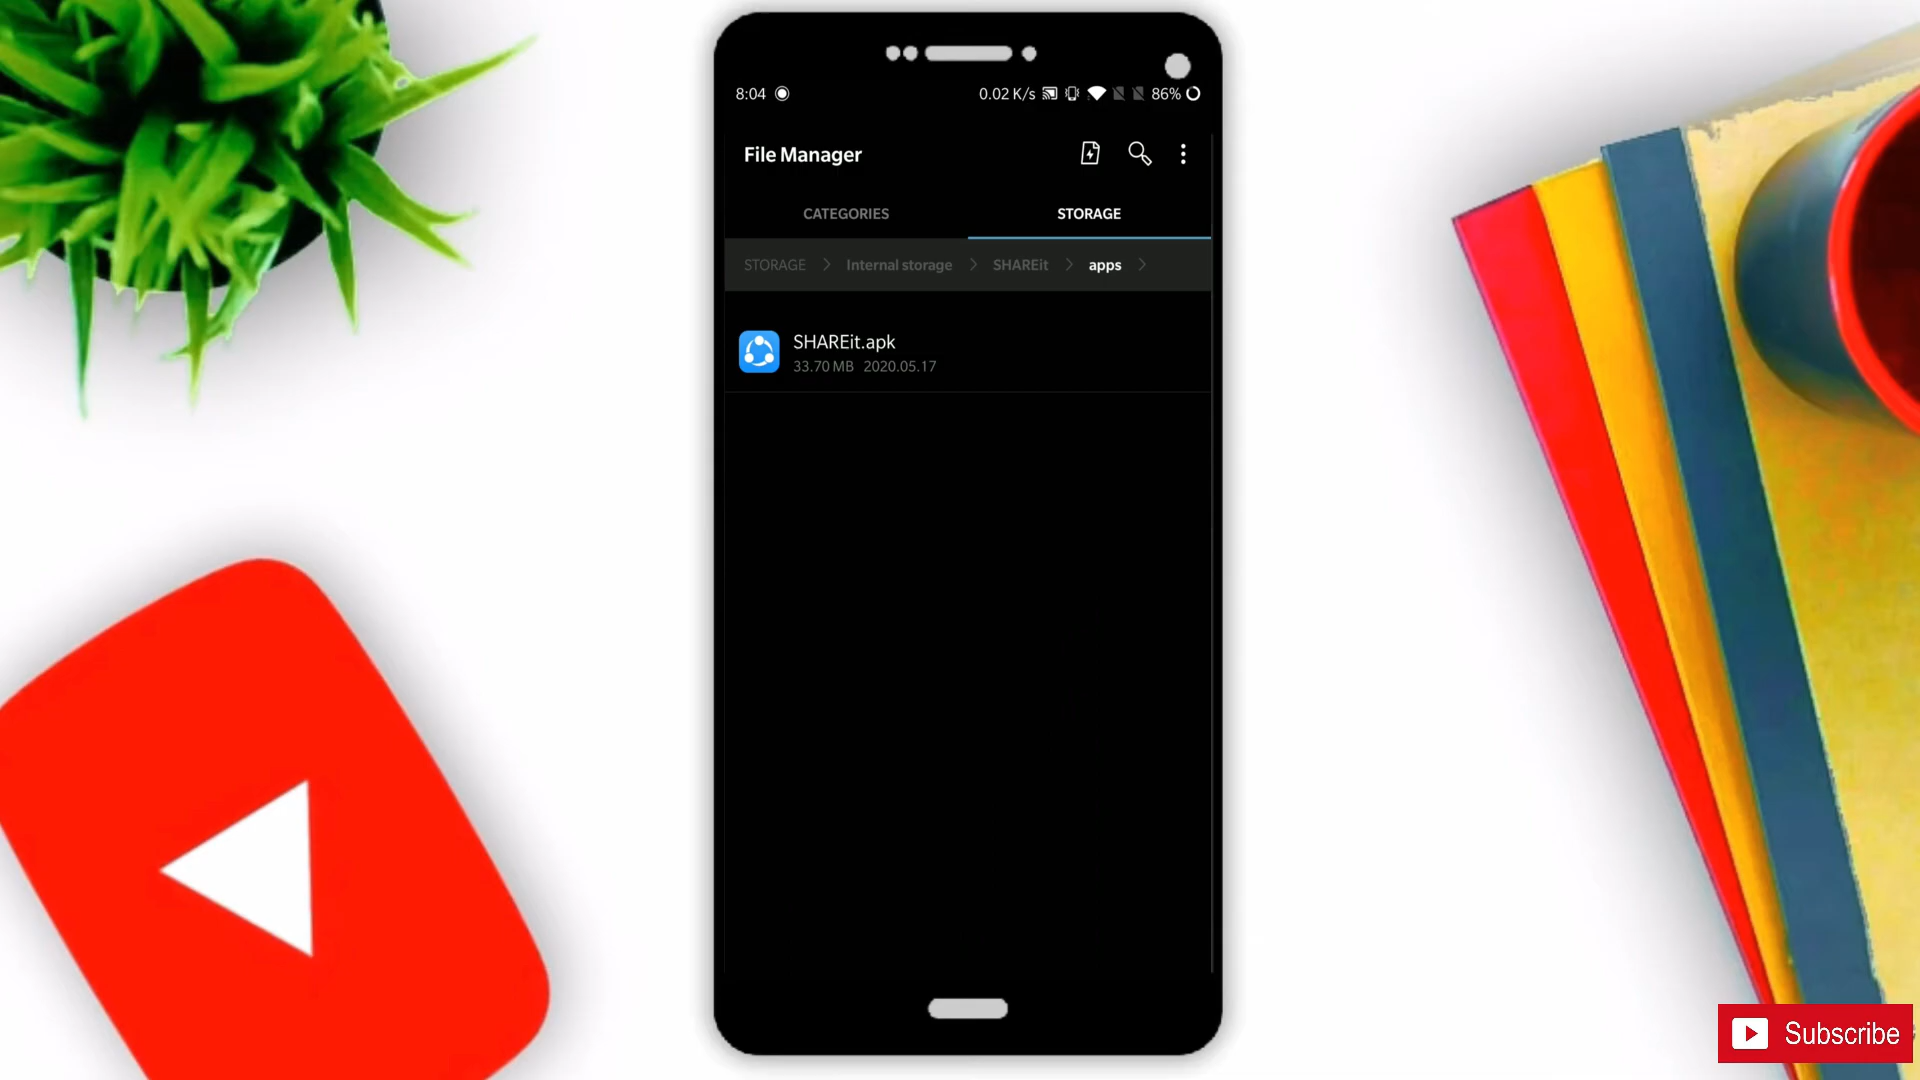 8:04 0.02 K/s 86%
File Manager
CATEGORIES STORAGE
STORAGE Internal storage SHAREit apps
SHAREit.apk
33.70 MB 2020.05.17
Subscribe